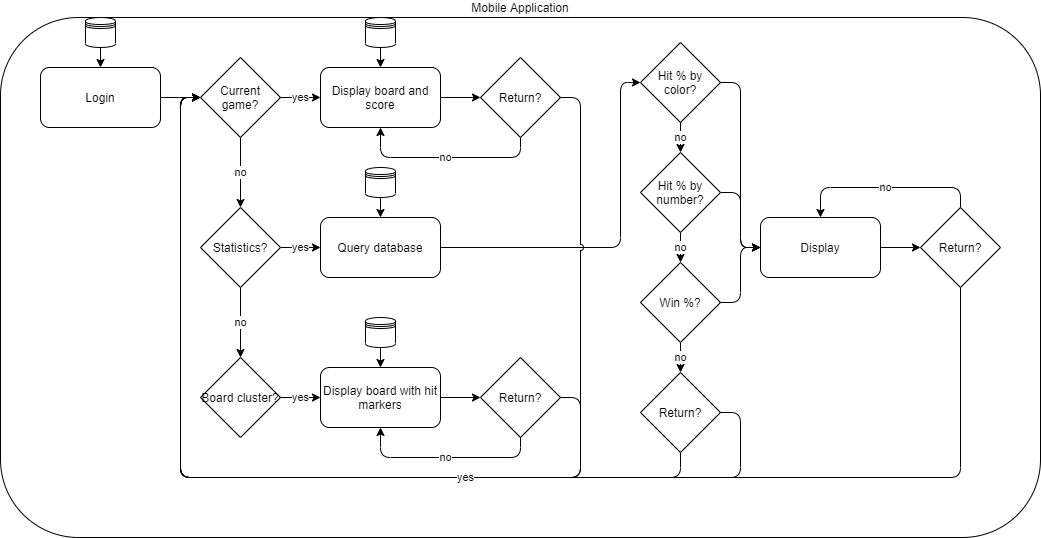 Mobile Application
Login
Current
game?
yes
Display board and
score
Return?
no
no
Statistics?
yes
Query database
no
Board cluster?
yes
Display board with hit
markers
Return?
no
Hit % by
color?
no
Hit % by
number?
no
Win %?
no
Return?
Display
Return?
no
yes